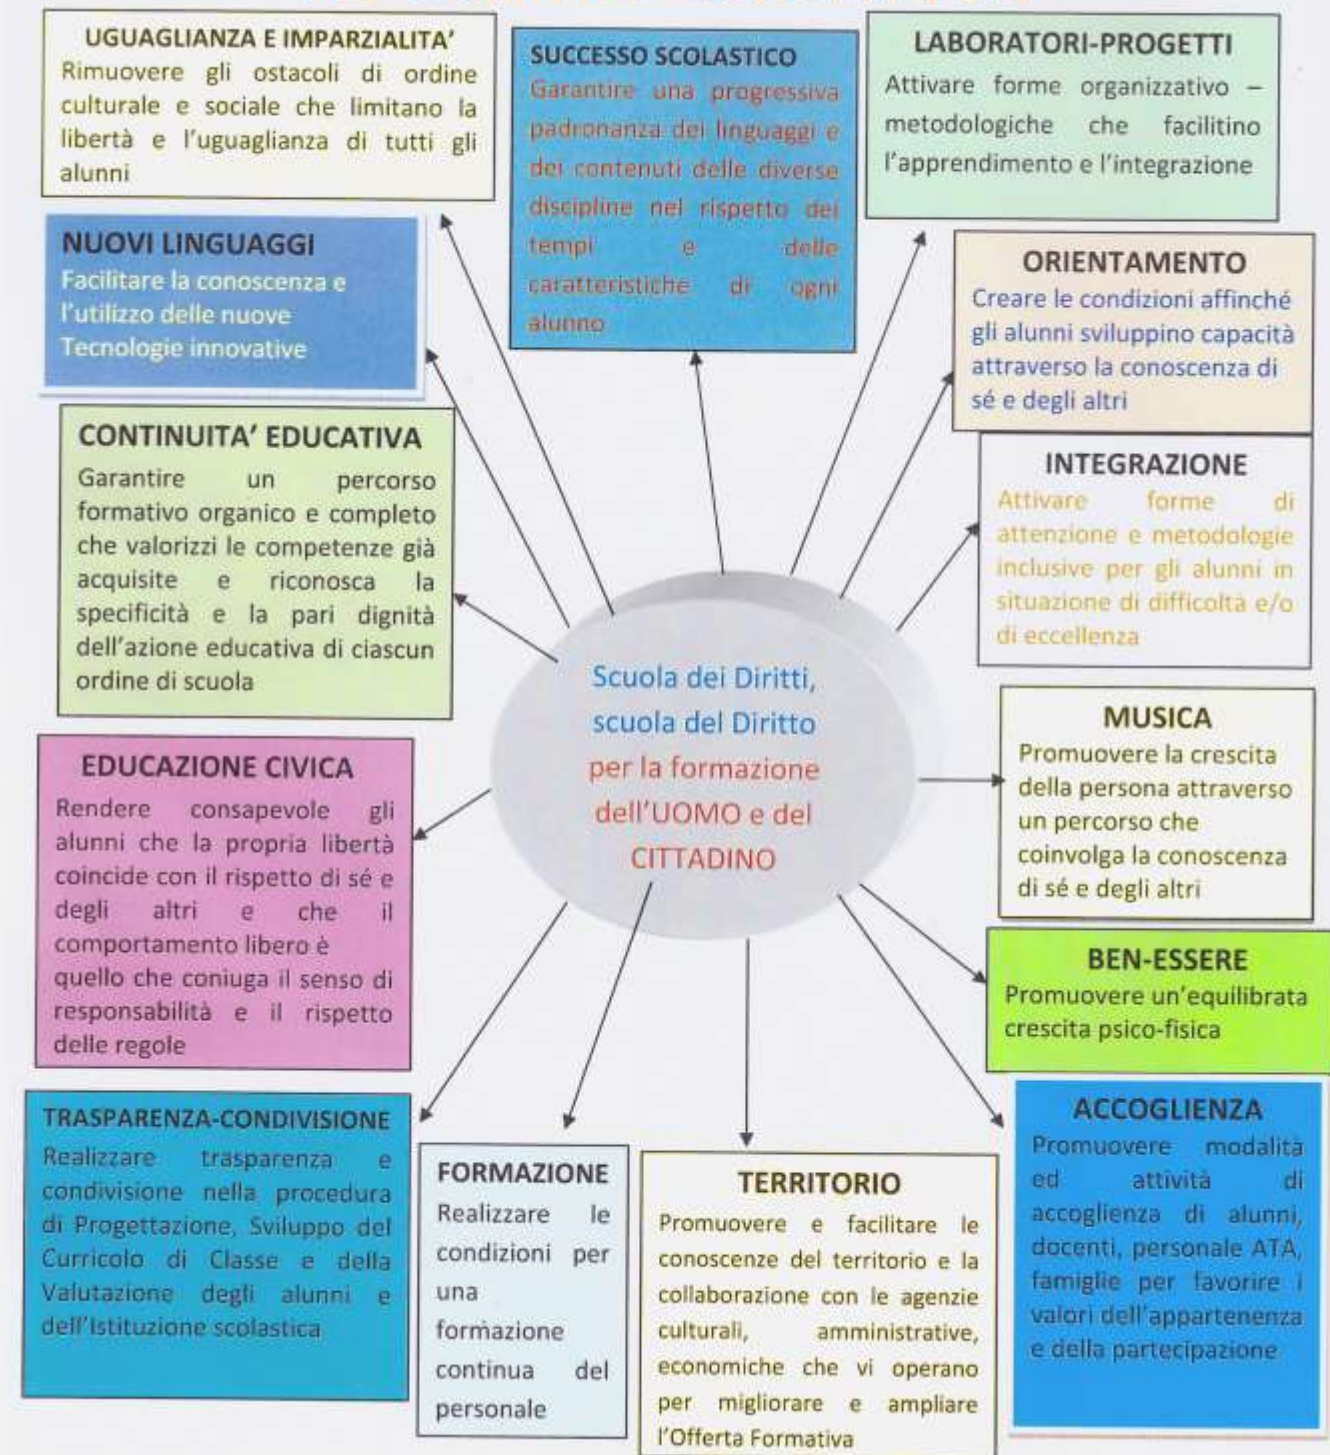 UGUAGLIANZA E IMPARZIALITA’
Rimuovere gli ostacoli di ordine
culturale e sociale che limitano la
libertà e l'uguaglianza di tutti gli
alunni
SUCCESSO SCOLASTICO
Garantire una progressiva
padronanza dei linguaggi e
dei contenuti delle diverse
discipline nel rispetto dei
tempi e delle
caratteristiche di ogni
alunno
LABORATORI-PROGETTI
Attivare forme organizzativo –
metodologiche che facilitino
l'apprendimento e l'integrazione
NUOVI LINGUAGGI
Facilitare la conoscenza e
l'utilizzo delle nuove
Tecnologie innovative
ORIENTAMENTO
Creare le condizioni affinché
gli alunni sviluppino capacità
attraverso la conoscenza di
sé e degli altri
CONTINUITA’ EDUCATIVA
Garantire un percorso
formativo organico e completo
che valorizzi le competenze già
acquisite e riconosca la
specificità e la pari dignità
dell'azione educativa di ciascun
ordine di scuola
INTEGRAZIONE
Attivare forme di
attenzione e metodologie
inclusive per gli alunni in
situazione di difficoltà e/o
di eccellenza
Scuola dei Diritti,
scuola del Diritto
per la formazione
dell'UOMO e del
CITTADINO
MUSICA
Promuovere la crescita
della persona attraverso
un percorso che
coinvolga la conoscenza
di sé e degli altri
EDUCAZIONE CIVICA
Rendere consapevole gli
alunni che la propria libertà
coincide con il rispetto di sé e
degli altri e che il
comportamento libero è
quello che coniuga il senso di
responsabilità e il rispetto
delle regole
BEN-ESSERE
Promuovere un'equilibrata
crescita psico-fisica
TRASPARENZA-CONDIVISIONE
Realizzare trasparenza e
condivisione nella procedura
di Progettazione, Sviluppo del
Curricolo di Classe e della
Valutazione degli alunni e
dell'Istituzione scolastica
FORMAZIONE
Realizzare le
condizioni per
una
formazione
continua del
personale
TERRITORIO
Promuovere e facilitare le
conoscenze del territorio e la
collaborazione con le agenzie
culturali, amministrative,
economiche che vi operano
per migliorare e ampliare
l'Offerta Formativa
ACCOGLIENZA
Promuovere modalità
ed attività di
accoglienza di alunni,
docenti, personale ATA,
famiglie per favorire i
valori dell'appartenenza
e della partecipazione